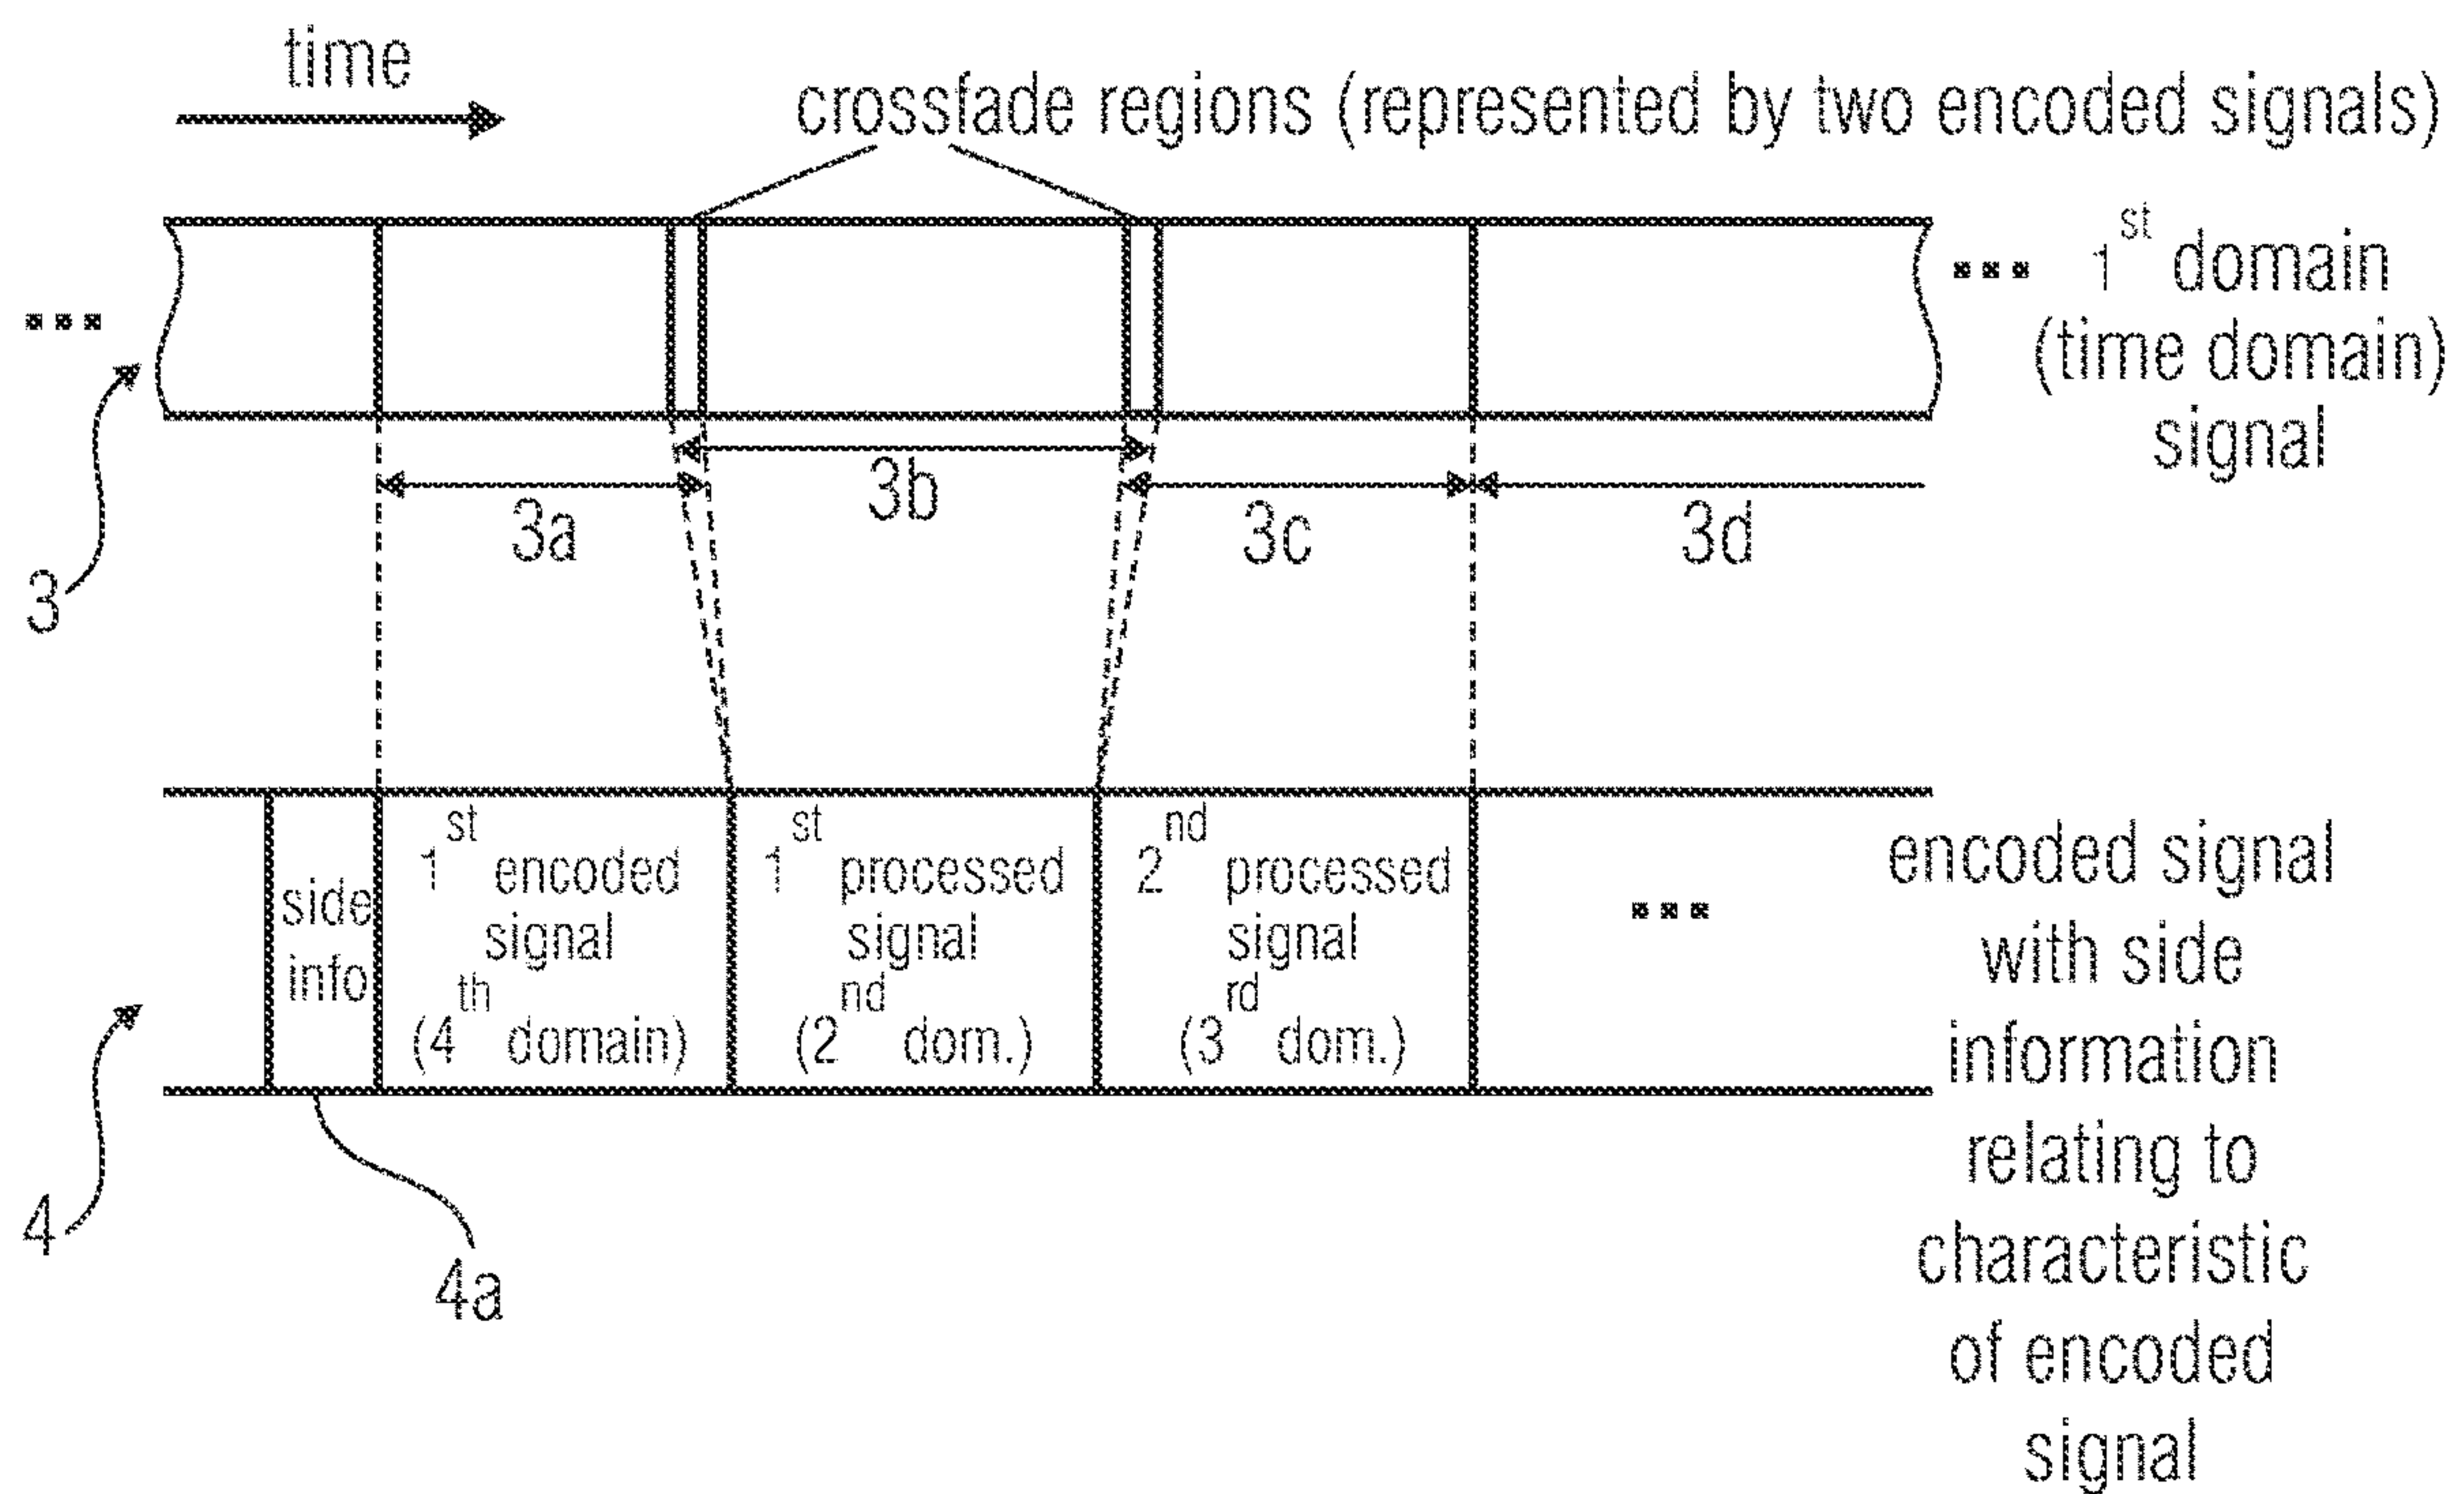 time
crossfade regions (represented by two encoded signals)
... 1st domain
(time domain)
signal
...
3a
3b
3c
3d
3
side
info
1st encoded
signal
(4th domain)
1st processed
signal
(2nd dom.)
2nd processed
signal
(3rd dom.)
...
encoded signal
with side
information
relating to
characteristic
of encoded
signal
4
4a